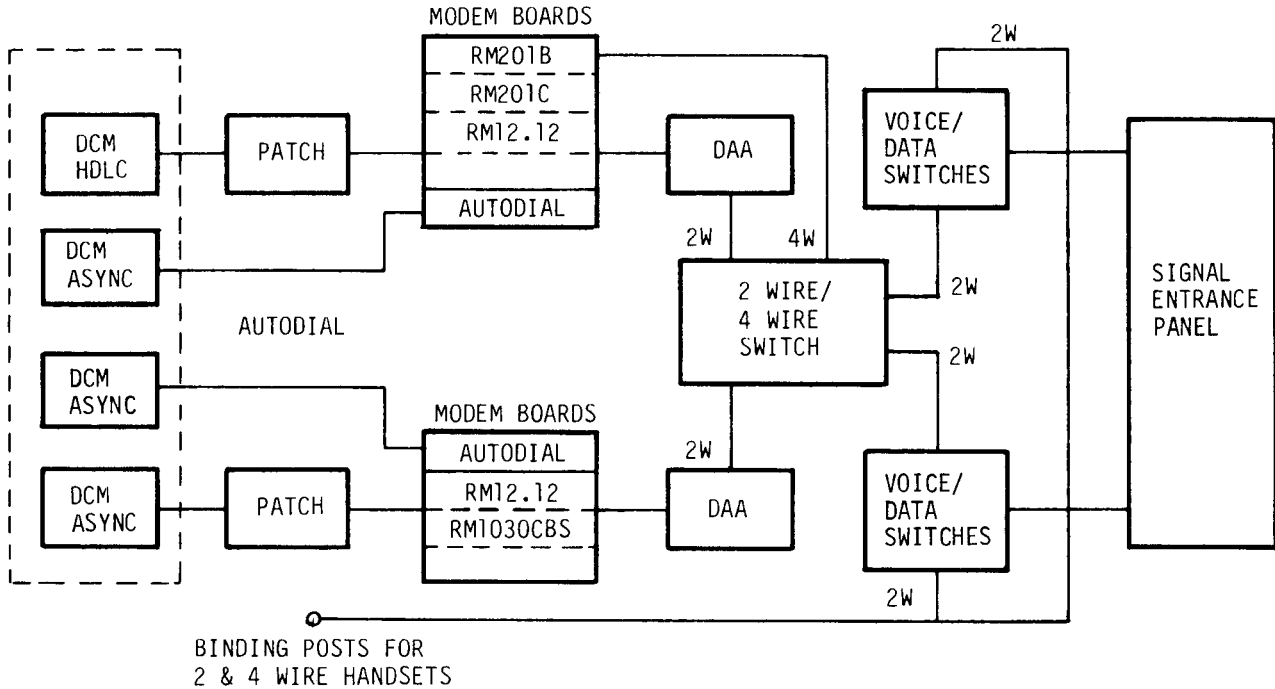 MODEM BOARDS
2W
RM201B
RM201C
RM12.12
AUTODIAL
DCM
HDLC
PATCH
DAA
VOICE/
DATA
SWITCHES
DCM
ASYNC
2W
4W
2 WIRE/
4 WIRE
SWITCH
2W
SIGNAL
ENTRANCE
PANEL
AUTODIAL
2W
DCM
ASYNC
MODEM BOARDS
AUTODIAL
RM12.12
RM1030CBS
2W
DCM
ASYNC
PATCH
DAA
VOICE/
DATA
SWITCHES
2W
BINDING POSTS FOR
2 & 4 WIRE HANDSETS